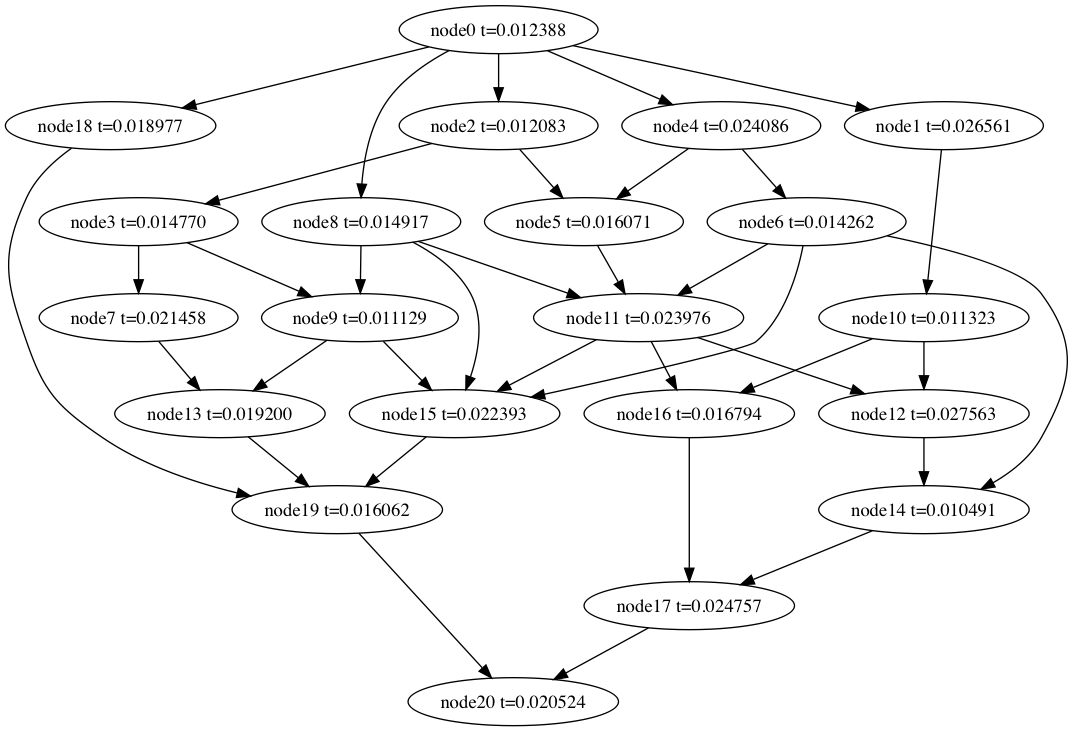 node0 t=0.012388
node18 t=0.018977
node2 t=0.012083
node4 t=0.024086
node1 t=0.026561
node3 t=0.014770
node8 t=0.014917
node5 t=0.016071
node6 t=0.014262
node7 t=0.021458
node9 t=0.011129
node11 t=0.023976
node10 t=0.011323
node13 t=0.019200
node15 t=0.022393
node16 t=0.016794
node12 t=0.027563
node19 t=0.016062
node14 t=0.010491
node17 t=0.024757
node20 t=0.020524